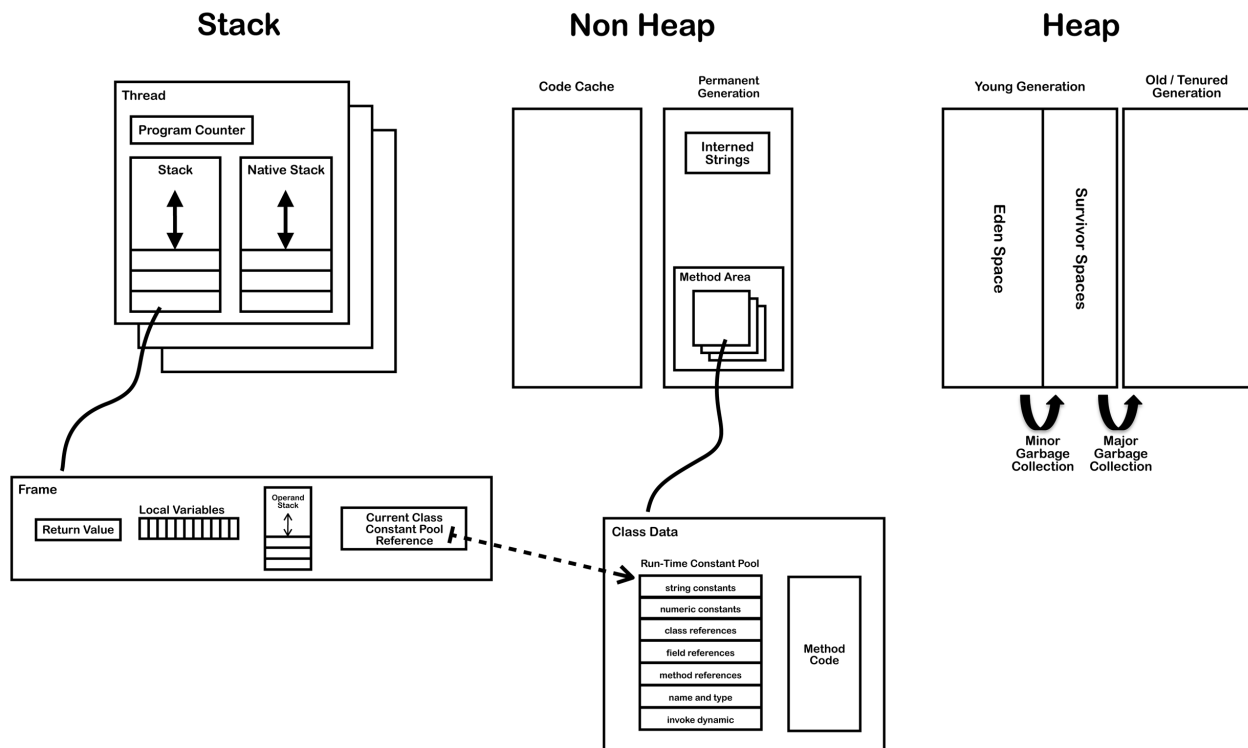 Stack
Non Heap
Heap
Thread
Program Counter
Stack
Native Stack
Code Cache
Permanent
Generation
Interned
Strings
Method Area
Young Generation
Old / Tenured
Generation
Eden Space
Survivor Spaces
Minor
Garbage
Collection
Major
Garbage
Collection
Frame
Return Value
Local Variables
Operand
Stack
Current Class
Constant Pool
Reference
Class Data
Run-Time Constant Pool
string constants
numeric constants
class references
field references
method references
name and type
invoke dynamic
Method
Code